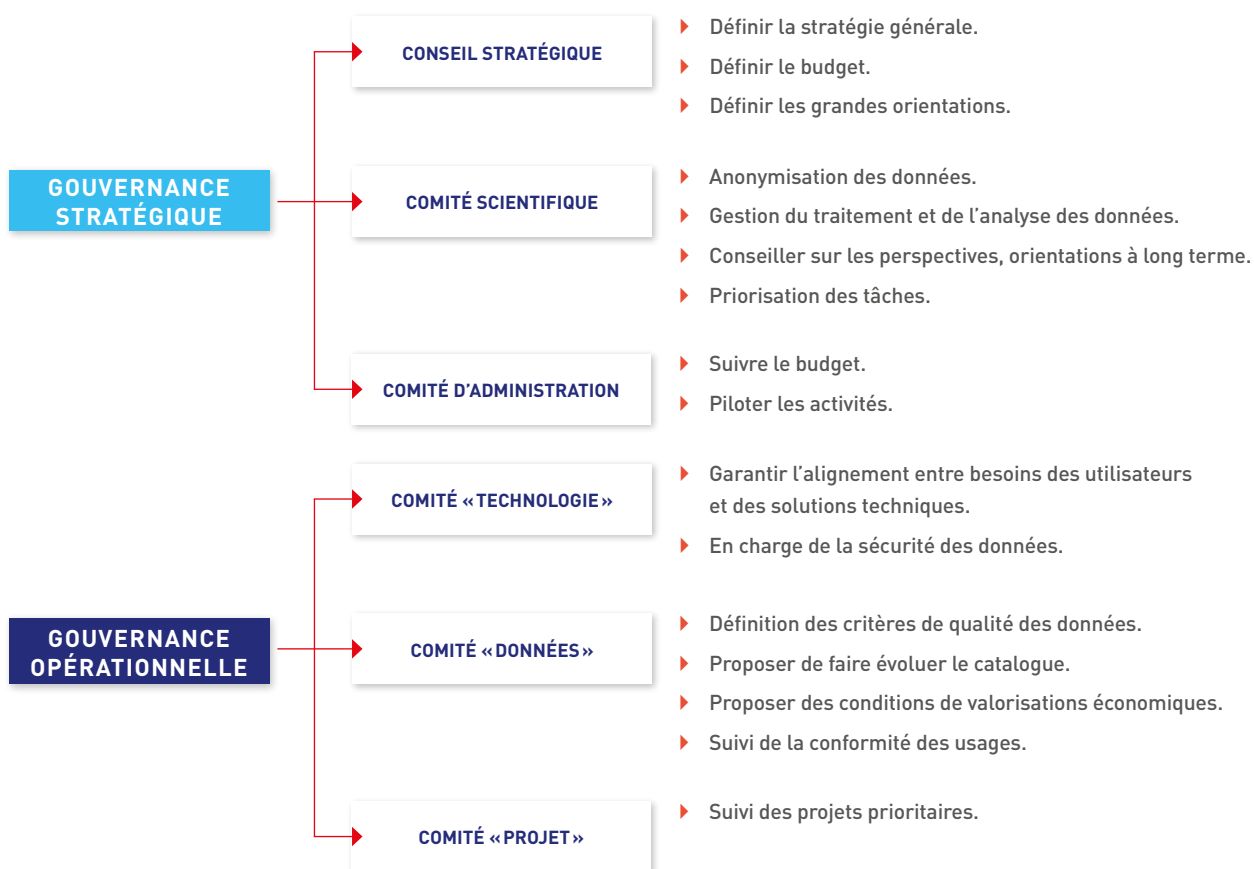 GOUVERNANCE
STRATÉGIQUE
CONSEIL STRATÉGIQUE
Définir la stratégie générale.
Définir le budget.
Définir les grandes orientations.
COMITÉ SCIENTIFIQUE
Anonymisation des données.
Gestion du traitement et de l’analyse des données.
Conseiller sur les perspectives, orientations à long terme.
Priorisation des tâches.
COMITÉ D’ADMINISTRATION
Suivre le budget.
Piloter les activités.
GOUVERNANCE
OPÉRATIONNELLE
COMITÉ «TECHNOLOGIE»
Garantir l’alignement entre besoins des utilisateurs
et des solutions techniques.
En charge de la sécurité des données.
COMITÉ «DONNÉES»
Définition des critères de qualité des données.
Proposer de faire évoluer le catalogue.
Proposer des conditions de valorisations économiques.
Suivi de la conformité des usages.
COMITÉ «PROJET»
Suivi des projets prioritaires.